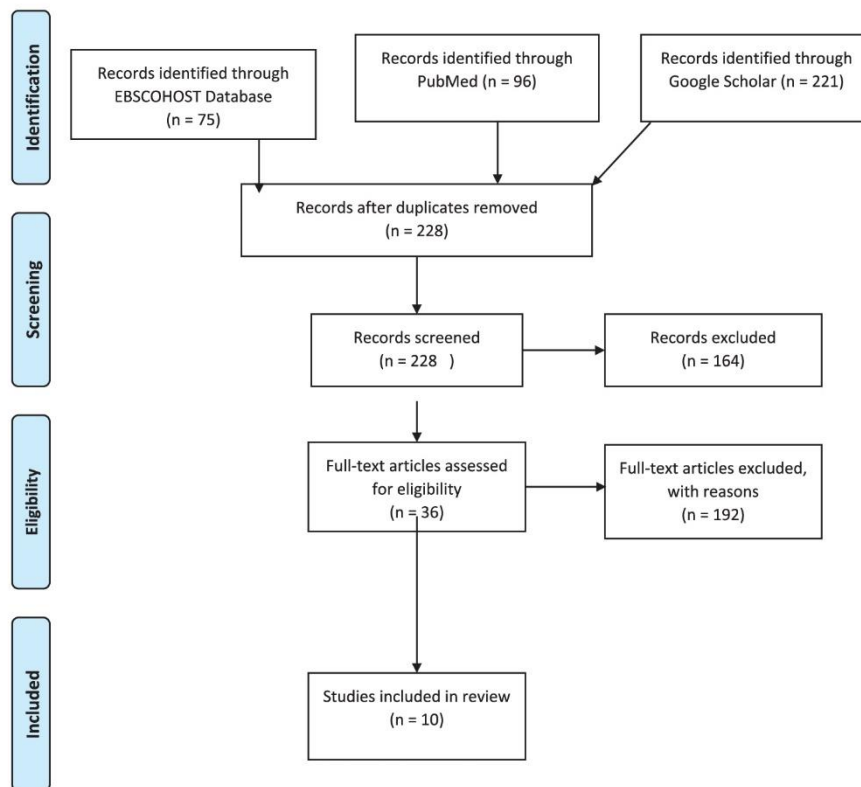 Identification
Records identified through
EBSCOHOST Database
(n = 75)
Records identified through
PubMed (n = 96)
Records identified through
Google Scholar (n = 221)
Records after duplicates removed
(n = 228)
Screening
Records screened
(n = 228   )
Records excluded
(n = 164)
Eligibility
Full-text articles assessed
for eligibility
(n = 36)
Full-text articles excluded,
with reasons
(n = 192)
Included
Studies included in review
(n = 10)